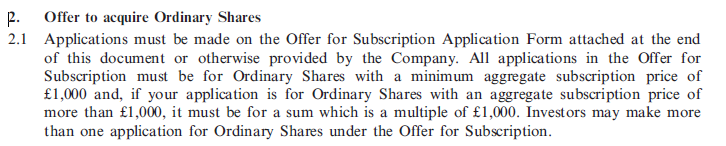 2. Offer to acquire Ordinary Shares
2.1 Applications must be made on the Offer for Subscription Application Form attached at the end
of this document or otherwise provided by the Company. All applications in the Offer for
Subscription must be for Ordinary Shares with a minimum aggregate subscription price of
£1,000 and, if your application is for Ordinary Shares with an aggregate subscription price of
more than £1,000, it must be for a sum which is a multiple of £1,000. Investors may make more
than one application for Ordinary Shares under the Offer for Subscription.